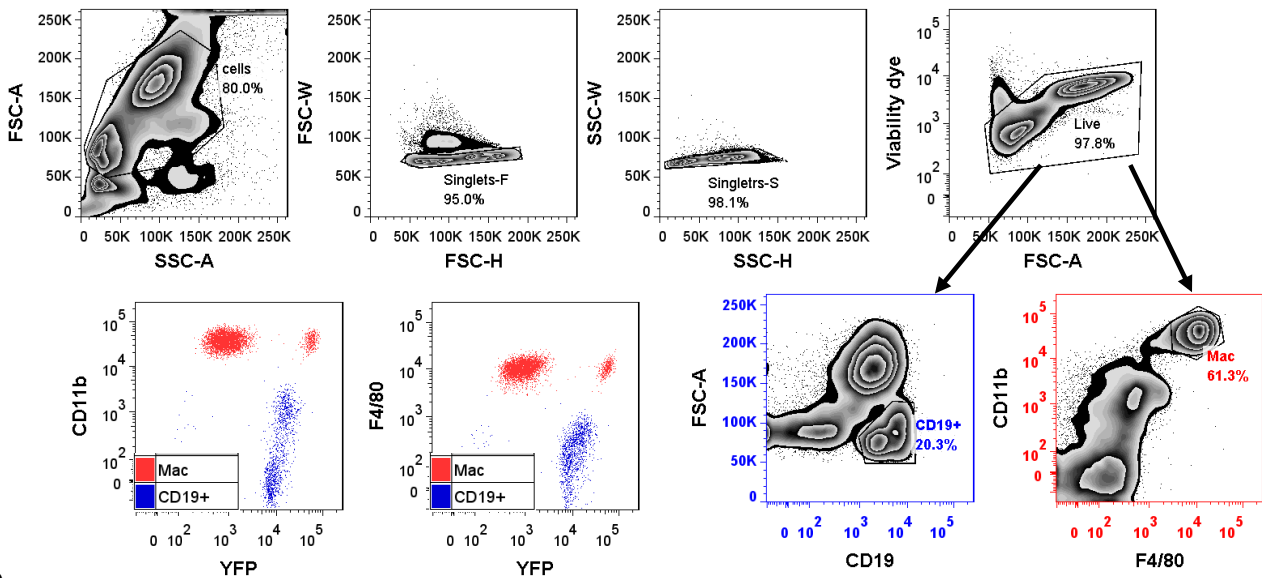 FSC-A
250K
200K
150K
100K
50K
0
cells
80.0%
0 50K 100K 150K 200K 250K
SSC-A
FSC-W
250K
200K
150K
100K
50K
0
Singlets-F
95.0%
0 50K 100K 150K 200K 250K
FSC-H
SSC-W
250K
200K
150K
100K
50K
0
Singletrs-S
98.1%
0 50K 100K 150K 200K 250K
SSC-H
Viability dye
10^5
10^4
10^3
10^2
0
Live
97.8%
0 50K 100K 150K 200K 250K
FSC-A
CD11b
10^5
10^4
10^3
10^2
0
Mac
CD19+
0 10^2 10^3 10^4 10^5
YFP
F4/80
10^5
10^4
10^3
10^2
0
Mac
CD19+
0 10^2 10^3 10^4 10^5
YFP
FSC-A
250K
200K
150K
100K
50K
0
CD19+
20.3%
0 10^2 10^3 10^4 10^5
CD19
CD11b
10^5
10^4
10^3
10^2
0
Mac
61.3%
0 10^2 10^3 10^4 10^5
F4/80